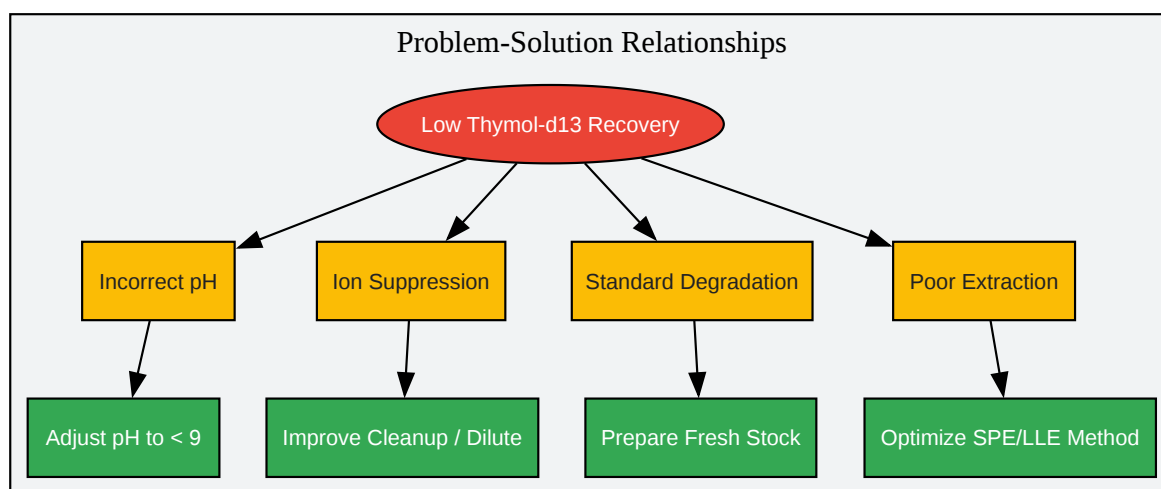 Problem-Solution Relationships
Low Thymol-d13 Recovery
Incorrect pH
Ion Suppression
Standard Degradation
Poor Extraction
Adjust pH to < 9
Improve Cleanup / Dilute
Prepare Fresh Stock
Optimize SPE/LLE Method